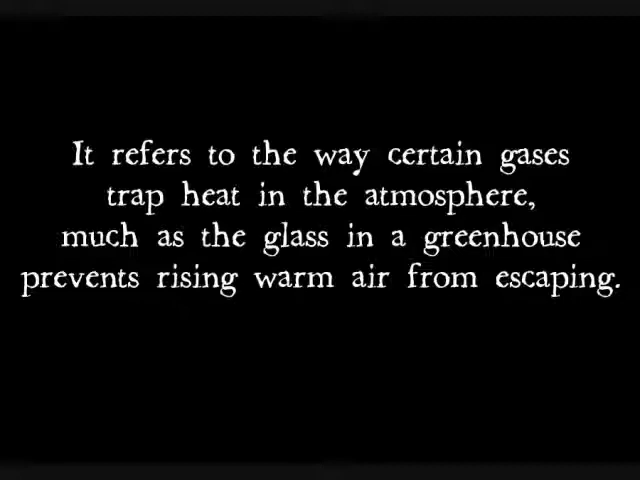 It refers to the way certain gases
trap heat in the atmosphere,
much as the glass in a greenhouse
prevents rising warm air from escaping.